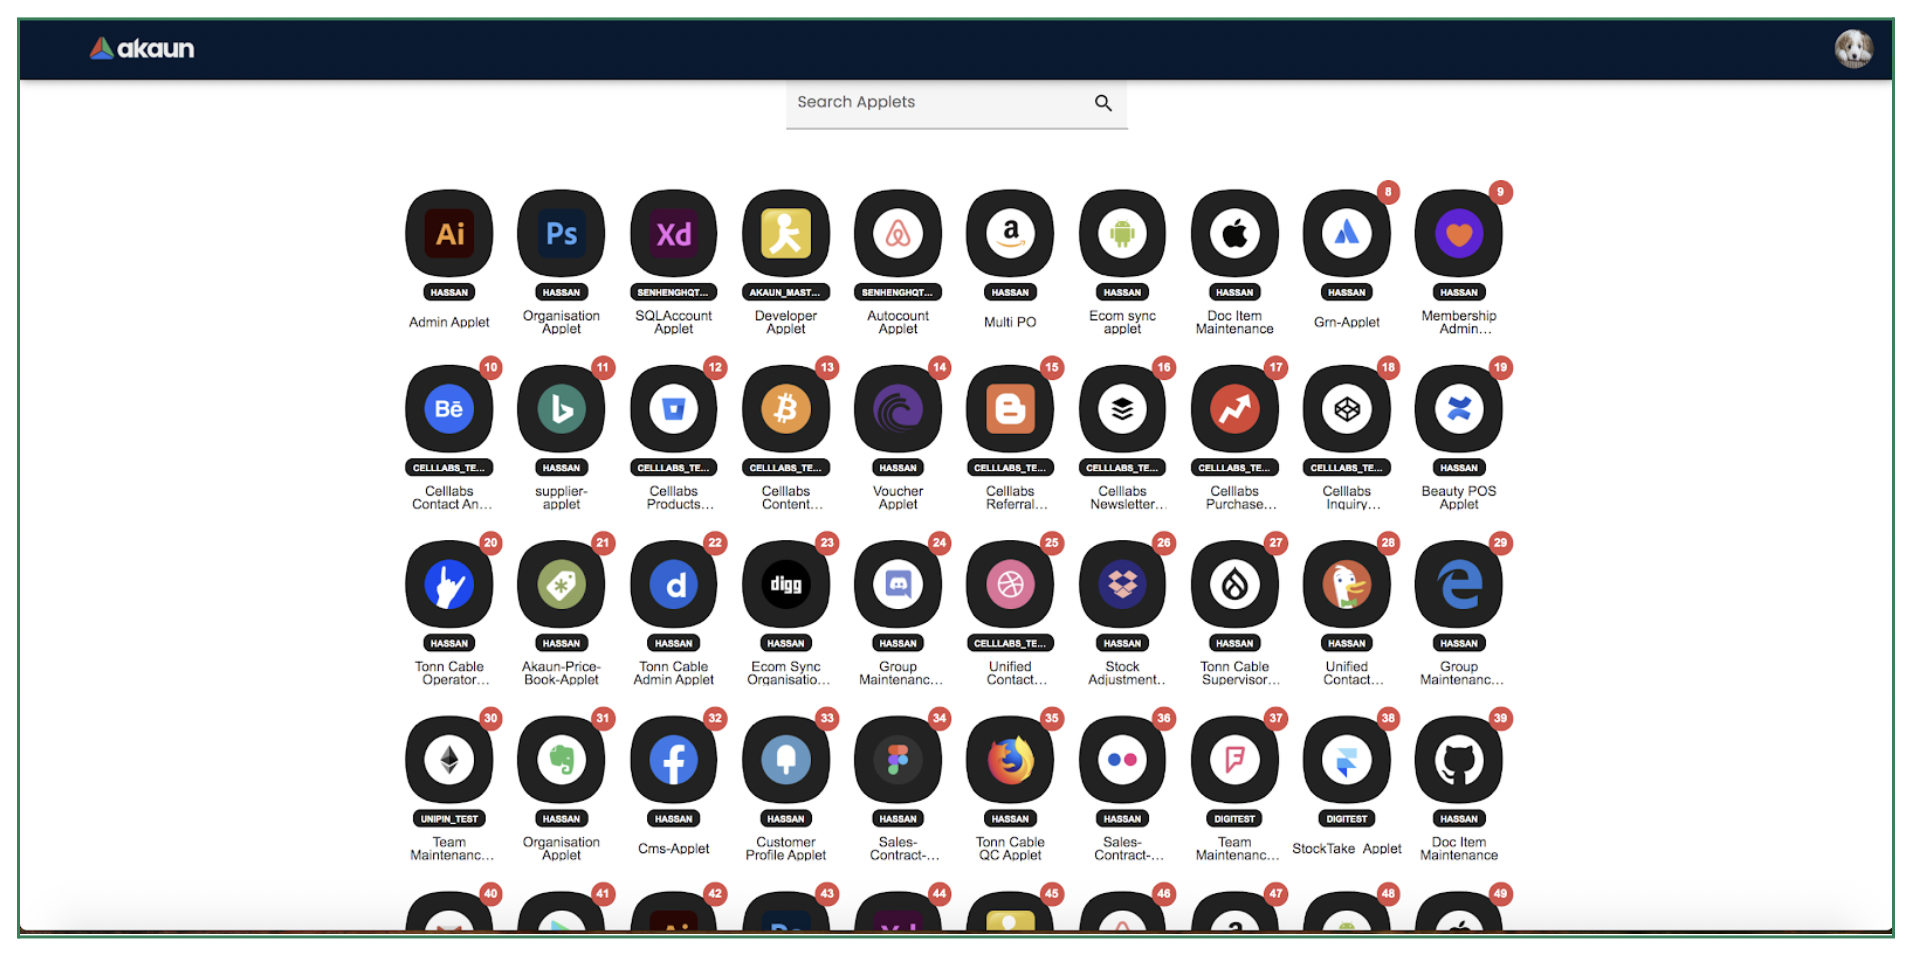 akaun
Search Applets
8 9
Ai Ps Xd a
HASSAN HASSAN SENHENGHQT... AKAUN_MAST... SENHENGHQT... HASSAN HASSAN HASSAN HASSAN HASSAN
Admin Applet Organisation Applet SQLAccount Applet Developer Applet Autocount Applet Multi PO Ecom sync applet Doc Item Maintenance Grn-Applet Membership Admin...
10 11 12 13 14 15 16 17 18 19
Bē
CELLLABS_TE... HASSAN CELLLABS_TE... CELLLABS_TE... HASSAN CELLLABS_TE... CELLLABS_TE... CELLLABS_TE... CELLLABS_TE... HASSAN
Celllabs Contact An... supplier-applet Celllabs Products... Celllabs Content... Voucher Applet Celllabs Referral... Celllabs Newsletter... Celllabs Purchase... Celllabs Inquiry... Beauty POS Applet
20 21 22 23 24 25 26 27 28 29
d digg
HASSAN HASSAN HASSAN HASSAN HASSAN CELLLABS_TE... HASSAN HASSAN HASSAN HASSAN
Tonn Cable Operator... Akaun-Price-Book-Applet Tonn Cable Admin Applet Ecom Sync Organisatio... Group Maintenanc... Unified Contact... Stock Adjustment.. Tonn Cable Supervisor... Unified Contact... Group Maintenanc...
30 31 32 33 34 35 36 37 38 39
UNIPIN_TEST HASSAN HASSAN HASSAN HASSAN HASSAN HASSAN DIGITEST DIGITEST HASSAN
Team Maintenanc... Organisation Applet Cms-Applet Customer Profile Applet Sales-Contract-... Tonn Cable QC Applet Sales-Contract-... Team Maintenanc... StockTake Applet Doc Item Maintenance
40 41 42 43 44 45 46 47 48 49